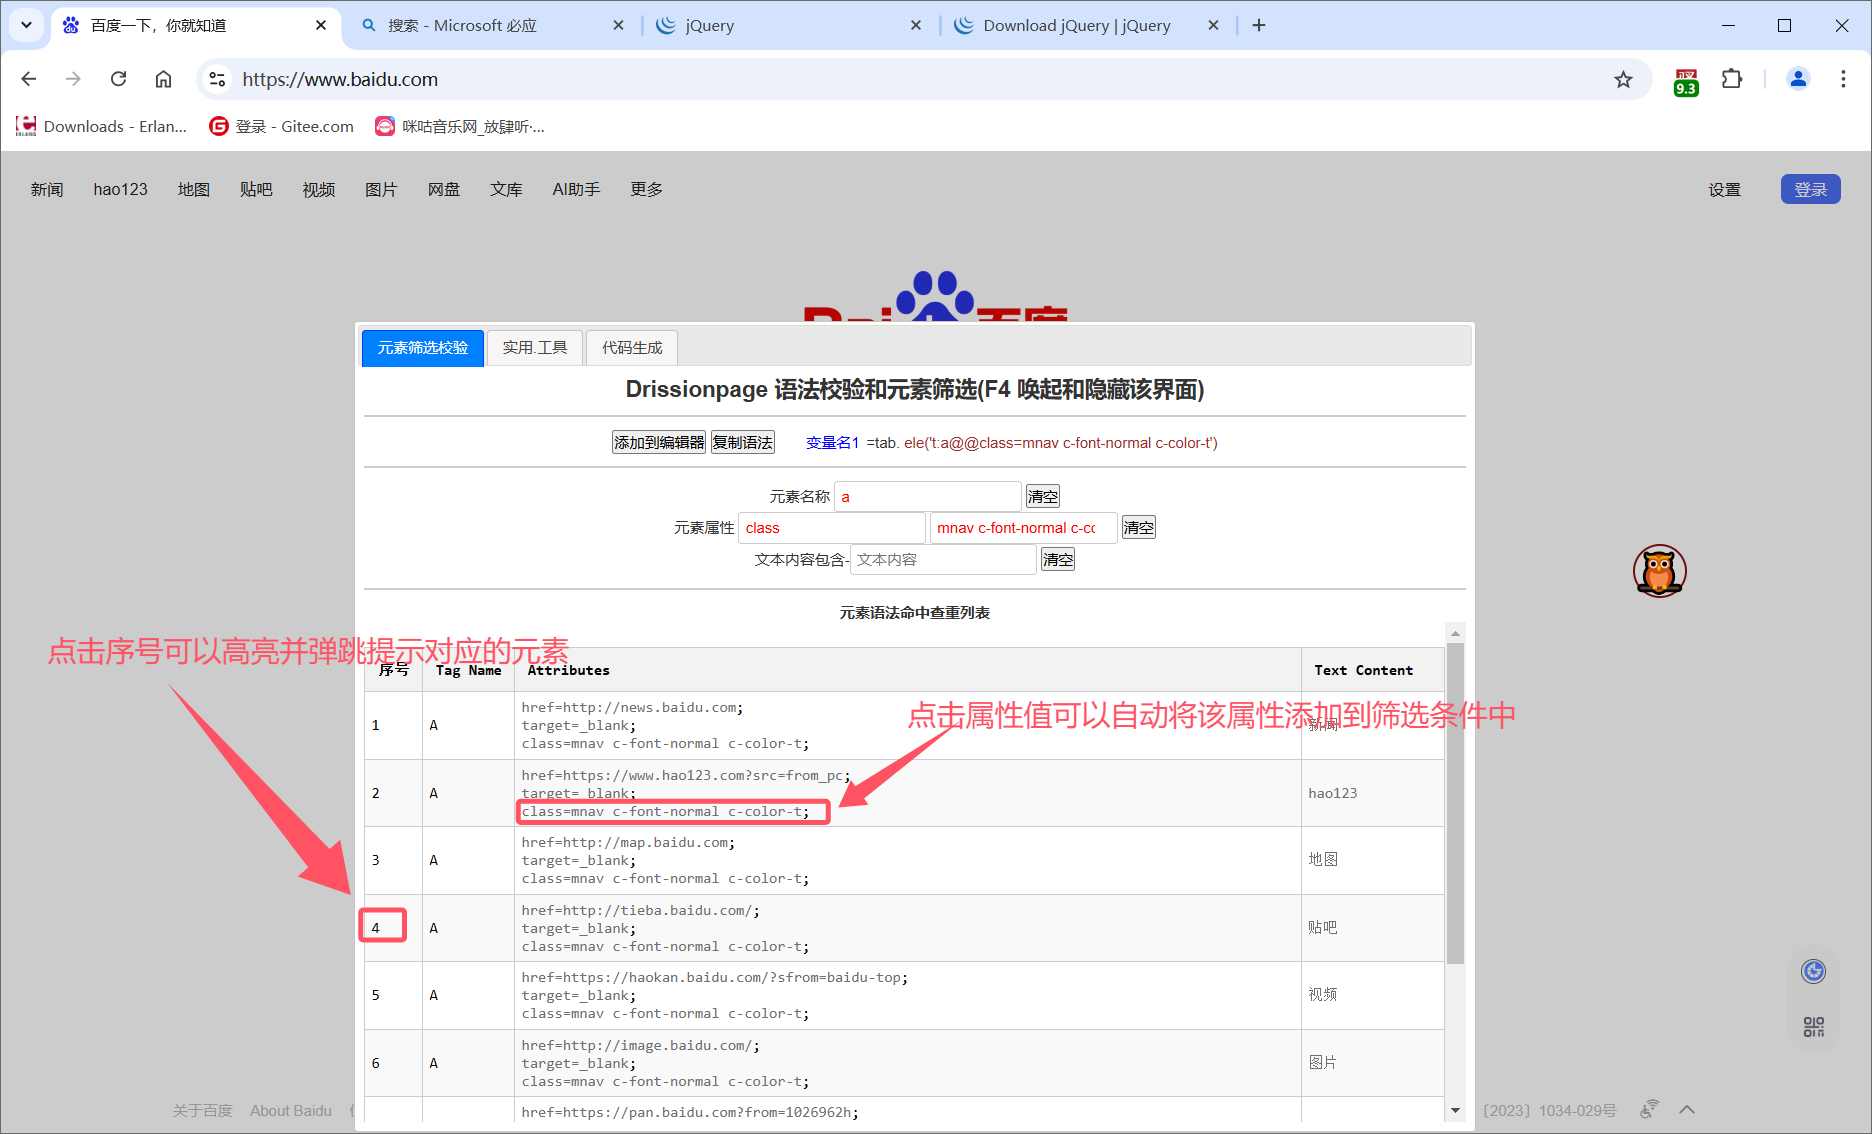 百度一下，你就知道
搜索 - Microsoft 必应
jQuery
Download jQuery | jQuery
https://www.baidu.com
9.3
Downloads - Erlan...
登录 - Gitee.com
咪咕音乐网_放肆听·...
新闻 hao123 地图 贴吧 视频 图片 网盘 文库 AI助手 更多
设置 登录
元素筛选校验 实用.工具 代码生成
Drissionpage 语法校验和元素筛选(F4 唤起和隐藏该界面)
添加到编辑器 复制语法 变量名1 =tab. ele('t:a@@class=mnav c-font-normal c-color-t')
元素名称 a 清空
元素属性 class mnav c-font-normal c-cc 清空
文本内容包含- 文本内容 清空
元素语法命中查重列表
点击序号可以高亮并弹跳提示对应的元素
序号 Tag Name Attributes Text Content
点击属性值可以自动将该属性添加到筛选条件中
1 A href=http://news.baidu.com;
target=_blank;
class=mnav c-font-normal c-color-t;
新闻
2 A href=https://www.hao123.com?src=from_pc;
target=_blank;
class=mnav c-font-normal c-color-t;
hao123
3 A href=http://map.baidu.com;
target=_blank;
class=mnav c-font-normal c-color-t;
地图
4 A href=http://tieba.baidu.com/;
target=_blank;
class=mnav c-font-normal c-color-t;
贴吧
5 A href=https://haokan.baidu.com/?sfrom=baidu-top;
target=_blank;
class=mnav c-font-normal c-color-t;
视频
6 A href=http://image.baidu.com/;
target=_blank;
class=mnav c-font-normal c-color-t;
图片
href=https://pan.baidu.com?from=1026962h;
关于百度 About Baidu
〔2023〕1034-029号